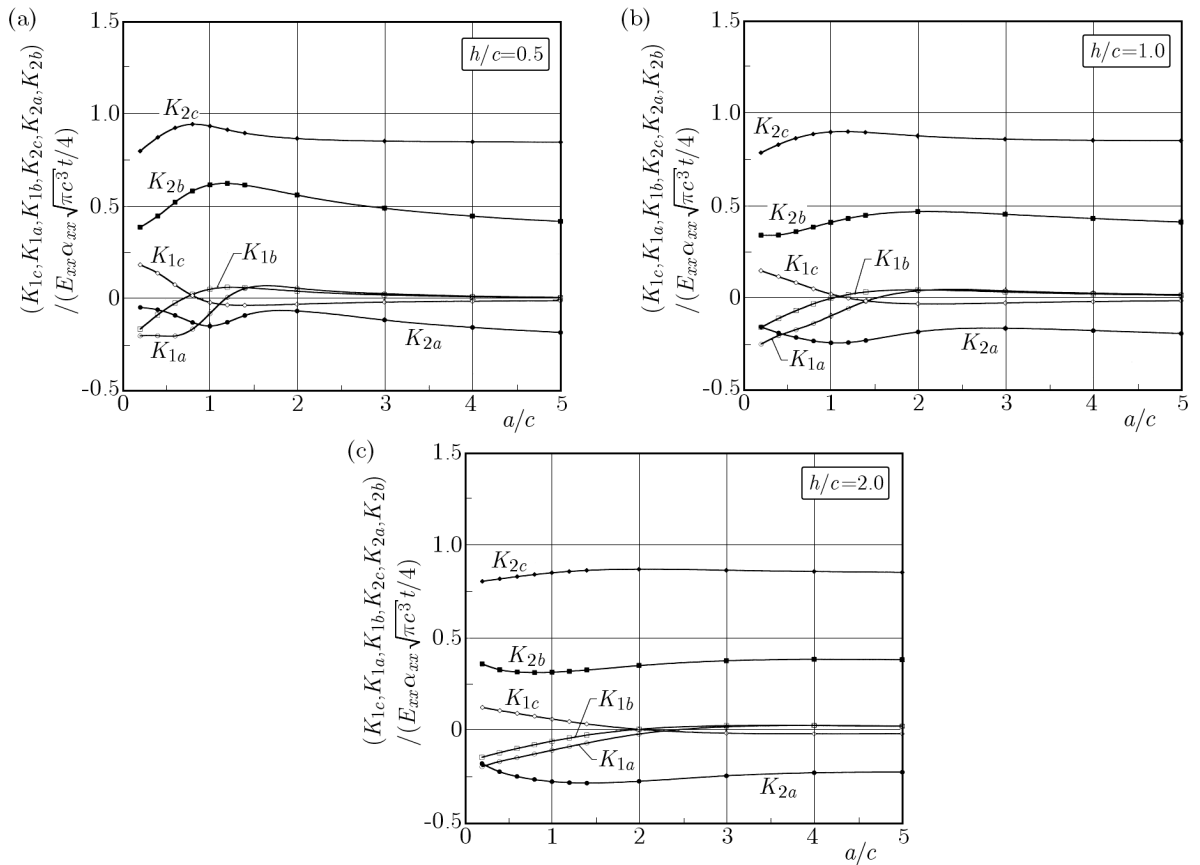 (a)
(K1c,K1a,K1b,K2c,K2a,K2b)
/(Exxαxx√πc³t/4)
1.5
1.0
0.5
0
-0.5
h/c=0.5
K2c
K2b
K1c
K1b
K1a
K2a
0 1 2 3 4 5
a/c
(b)
(K1c,K1a,K1b,K2c,K2a,K2b)
/(Exxαxx√πc³t/4)
1.5
1.0
0.5
0
-0.5
h/c=1.0
K2c
K2b
K1c
K1b
K1a
K2a
0 1 2 3 4 5
a/c
(c)
(K1c,K1a,K1b,K2c,K2a,K2b)
/(Exxαxx√πc³t/4)
1.5
1.0
0.5
0
-0.5
h/c=2.0
K2c
K2b
K1c
K1b
K1a
K2a
0 1 2 3 4 5
a/c